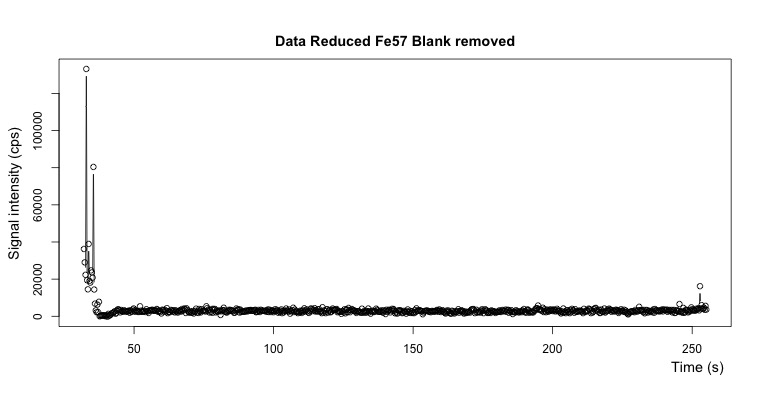 Data Reduced Fe57 Blank removed
Signal intensity (cps)
100000
60000
20000
0
50 100 150 200 250
Time (s)